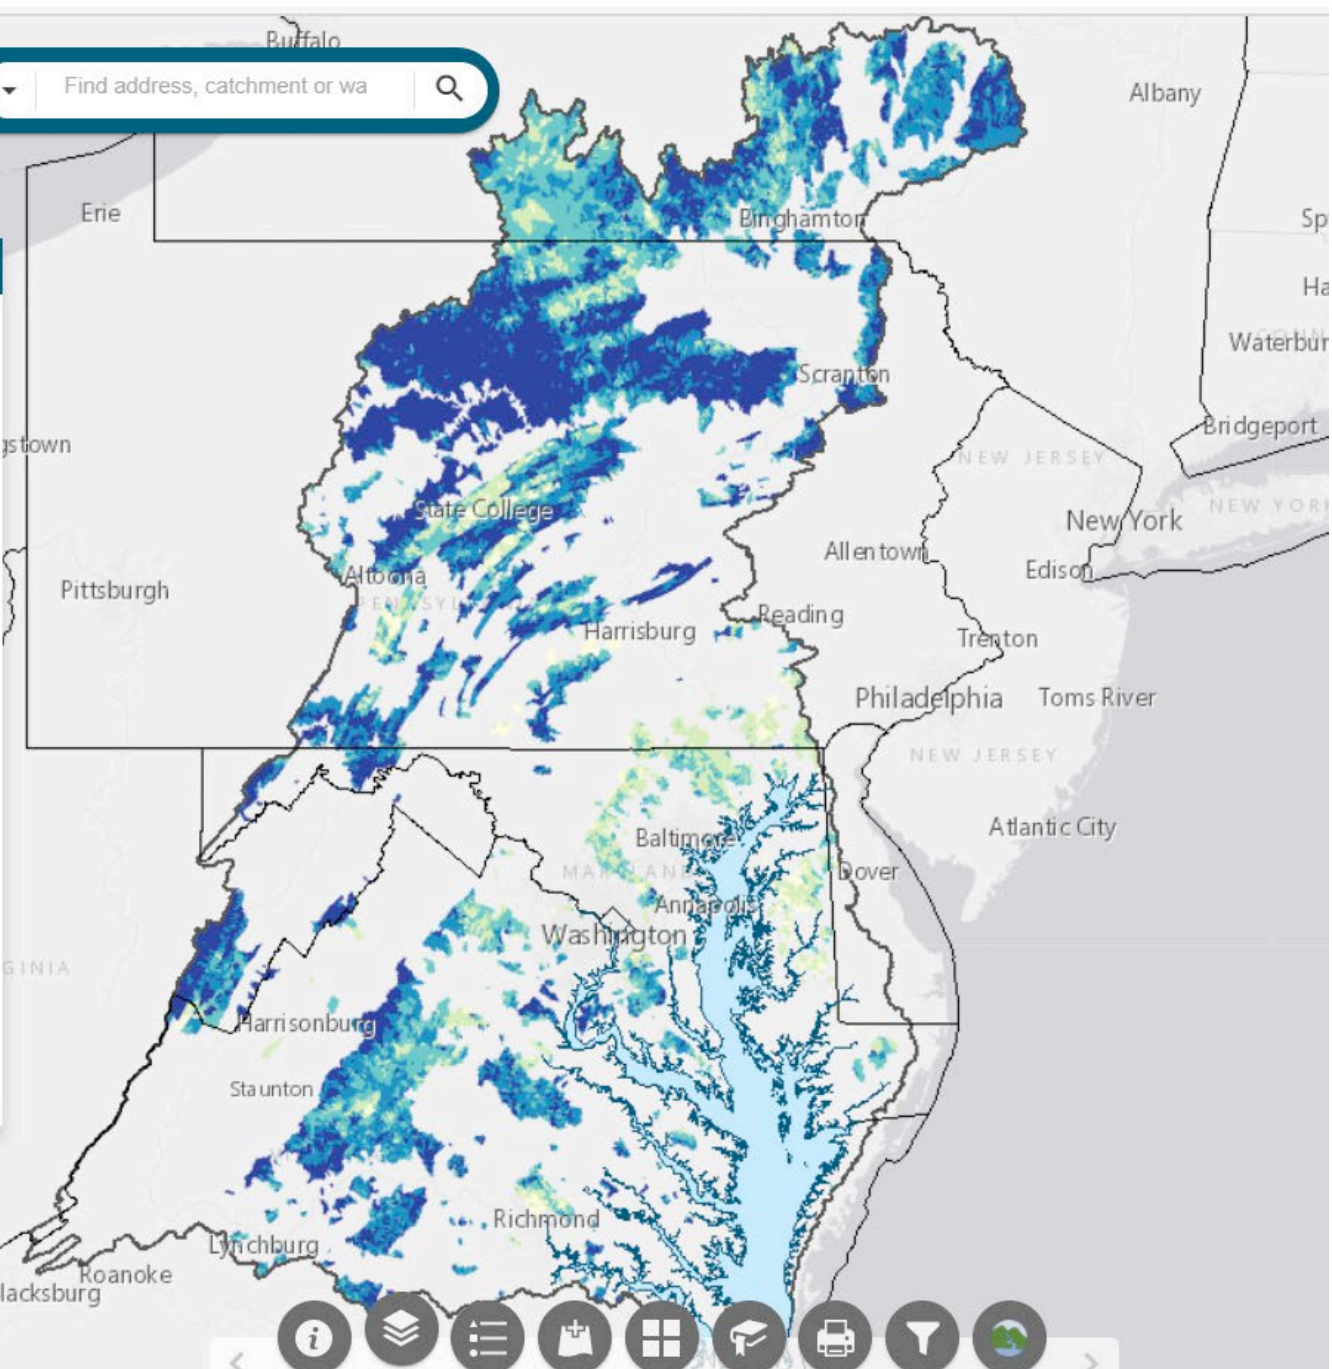 Buffalo
Find address, catchment or wa
Albany
Erie
Binghamton
Sp
Ha
Waterbur
Scranton
Bridgeport
gstown
NEW JERSEY
State College
NEW YORK
New York
Allentown
Edison
Altoona
Pittsburgh
PENNSYLVANIA
Reading
Harrisburg
Trenton
Philadelphia
Toms River
NEW JERSEY
Atlantic City
Baltimore
MARYLAND
Dover
Annapolis
Washington
GINIA
Harrisonburg
Staunton
Richmond
Lynchburg
Roanoke
lacksburg